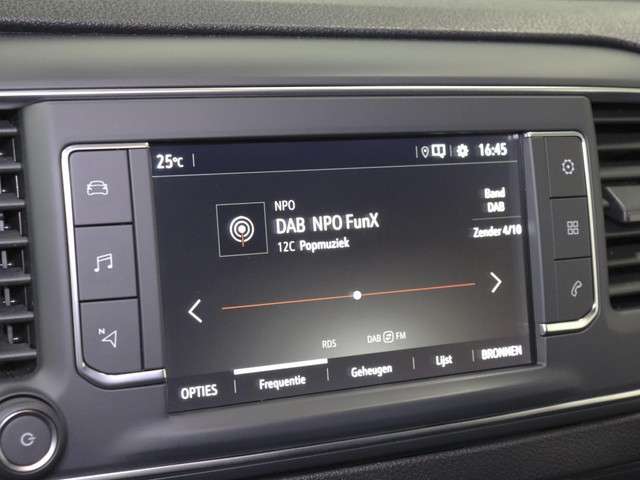 25°C
16:45
NPO
DAB NPO FunX
12C Popmuziek
Band
DAB
Zender 4/10
RDS
DAB FM
OPTIES
Frequentie
Geheugen
Lijst
BRONNEN
N